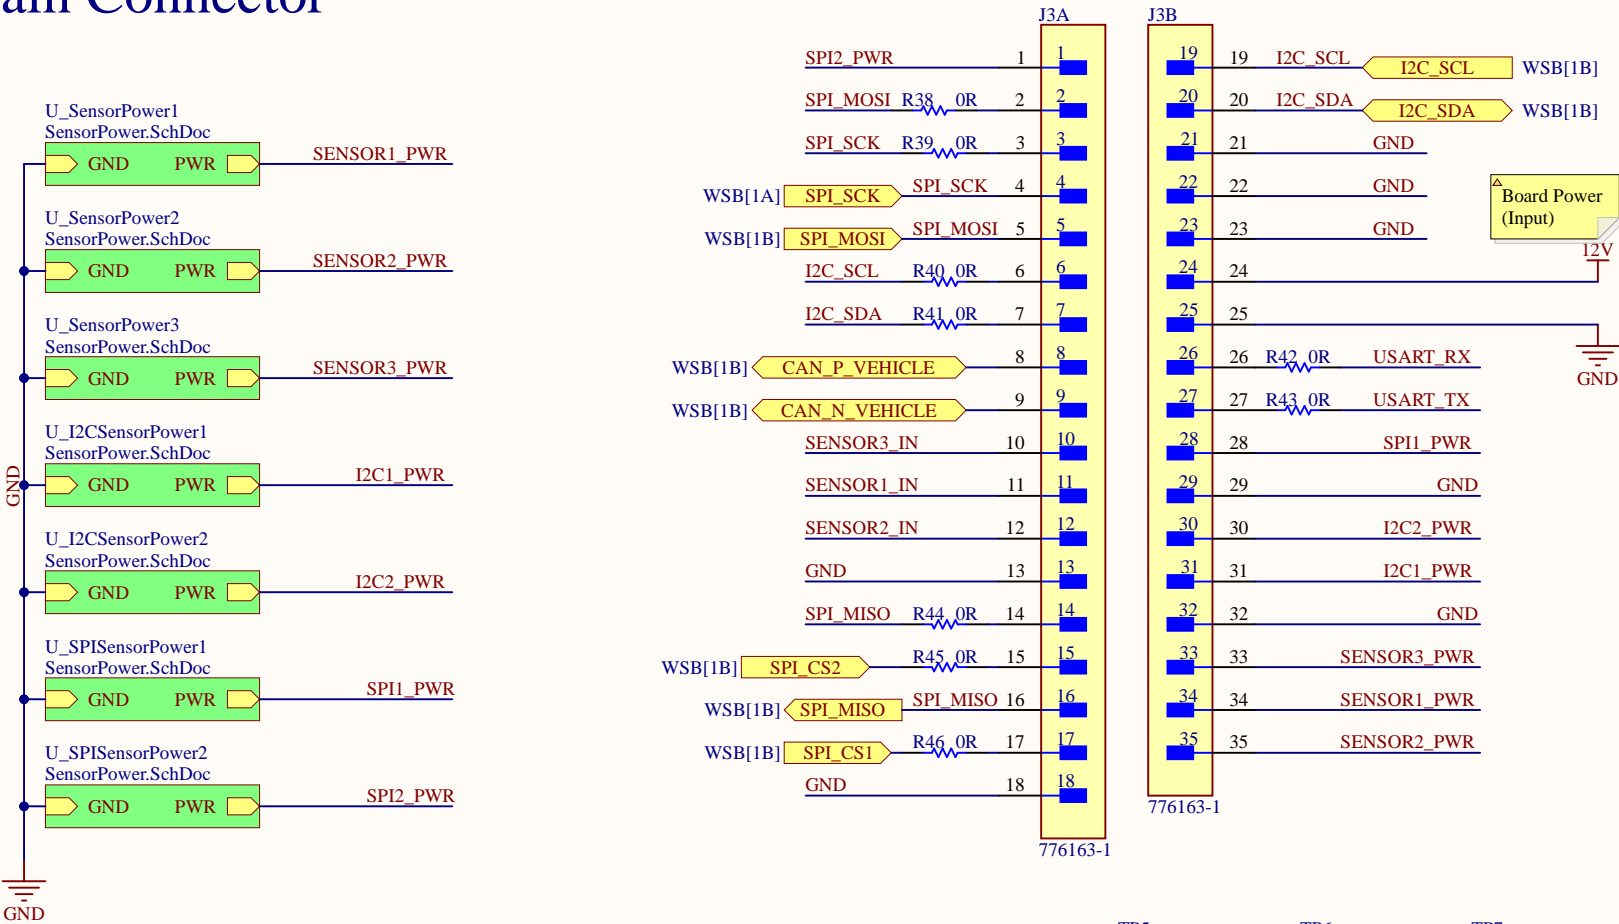 Connector
U_SensorPower1
SensorPower.SchDoc
GND PWR SENSOR1_PWR
U_SensorPower2
SensorPower.SchDoc
GND PWR SENSOR2_PWR
U_SensorPower3
SensorPower.SchDoc
GND PWR SENSOR3_PWR
U_I2CSensorPower1
SensorPower.SchDoc
GND PWR I2C1_PWR
GND
U_I2CSensorPower2
SensorPower.SchDoc
GND PWR I2C2_PWR
U_SPISensorPower1
SensorPower.SchDoc
GND PWR SPI1_PWR
U_SPISensorPower2
SensorPower.SchDoc
GND PWR SPI2_PWR
GND
J3A
SPI2_PWR 1 1
SPI_MOSI R38 0R 2 2
SPI_SCK R39 0R 3 3
WSB[1A] SPI_SCK SPI_SCK 4 4
WSB[1B] SPI_MOSI SPI_MOSI 5 5
I2C_SCL R40 0R 6 6
I2C_SDA R41 0R 7 7
WSB[1B] CAN_P_VEHICLE 8 8
WSB[1B] CAN_N_VEHICLE 9 9
SENSOR3_IN 10 10
SENSOR1_IN 11 11
SENSOR2_IN 12 12
GND 13 13
SPI_MISO R44 0R 14 14
WSB[1B] SPI_CS2 R45 0R 15 15
WSB[1B] SPI_MISO SPI_MISO 16 16
WSB[1B] SPI_CS1 R46 0R 17 17
GND 18 18
776163-1
J3B
19 19 I2C_SCL I2C_SCL WSB[1B]
20 20 I2C_SDA I2C_SDA WSB[1B]
21 21 GND
22 22 GND
23 23 GND
24 24
25 25
26 26 R42 0R USART_RX
27 27 R43 0R USART_TX
28 28 SPI1_PWR
29 29 GND
30 30 I2C2_PWR
31 31 I2C1_PWR
32 32 GND
33 33 SENSOR3_PWR
34 34 SENSOR1_PWR
35 35 SENSOR2_PWR
776163-1
Board Power
(Input)
12V
GND